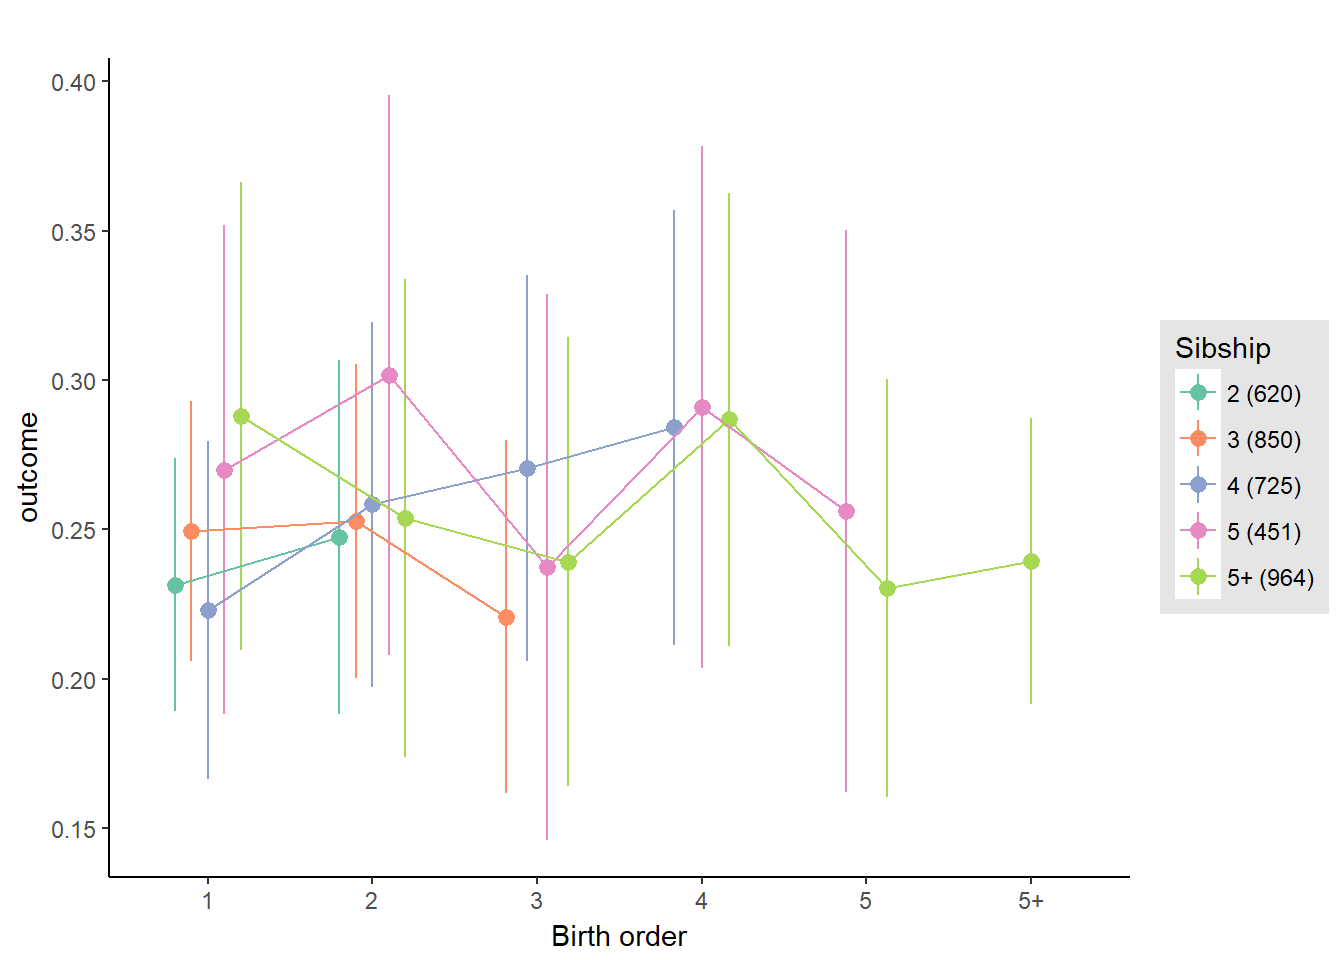 0.40
0.35
0.30
0.25
0.20
0.15
outcome
1 2 3 4 5 5+
Birth order
Sibship
2 (620)
3 (850)
4 (725)
5 (451)
5+ (964)